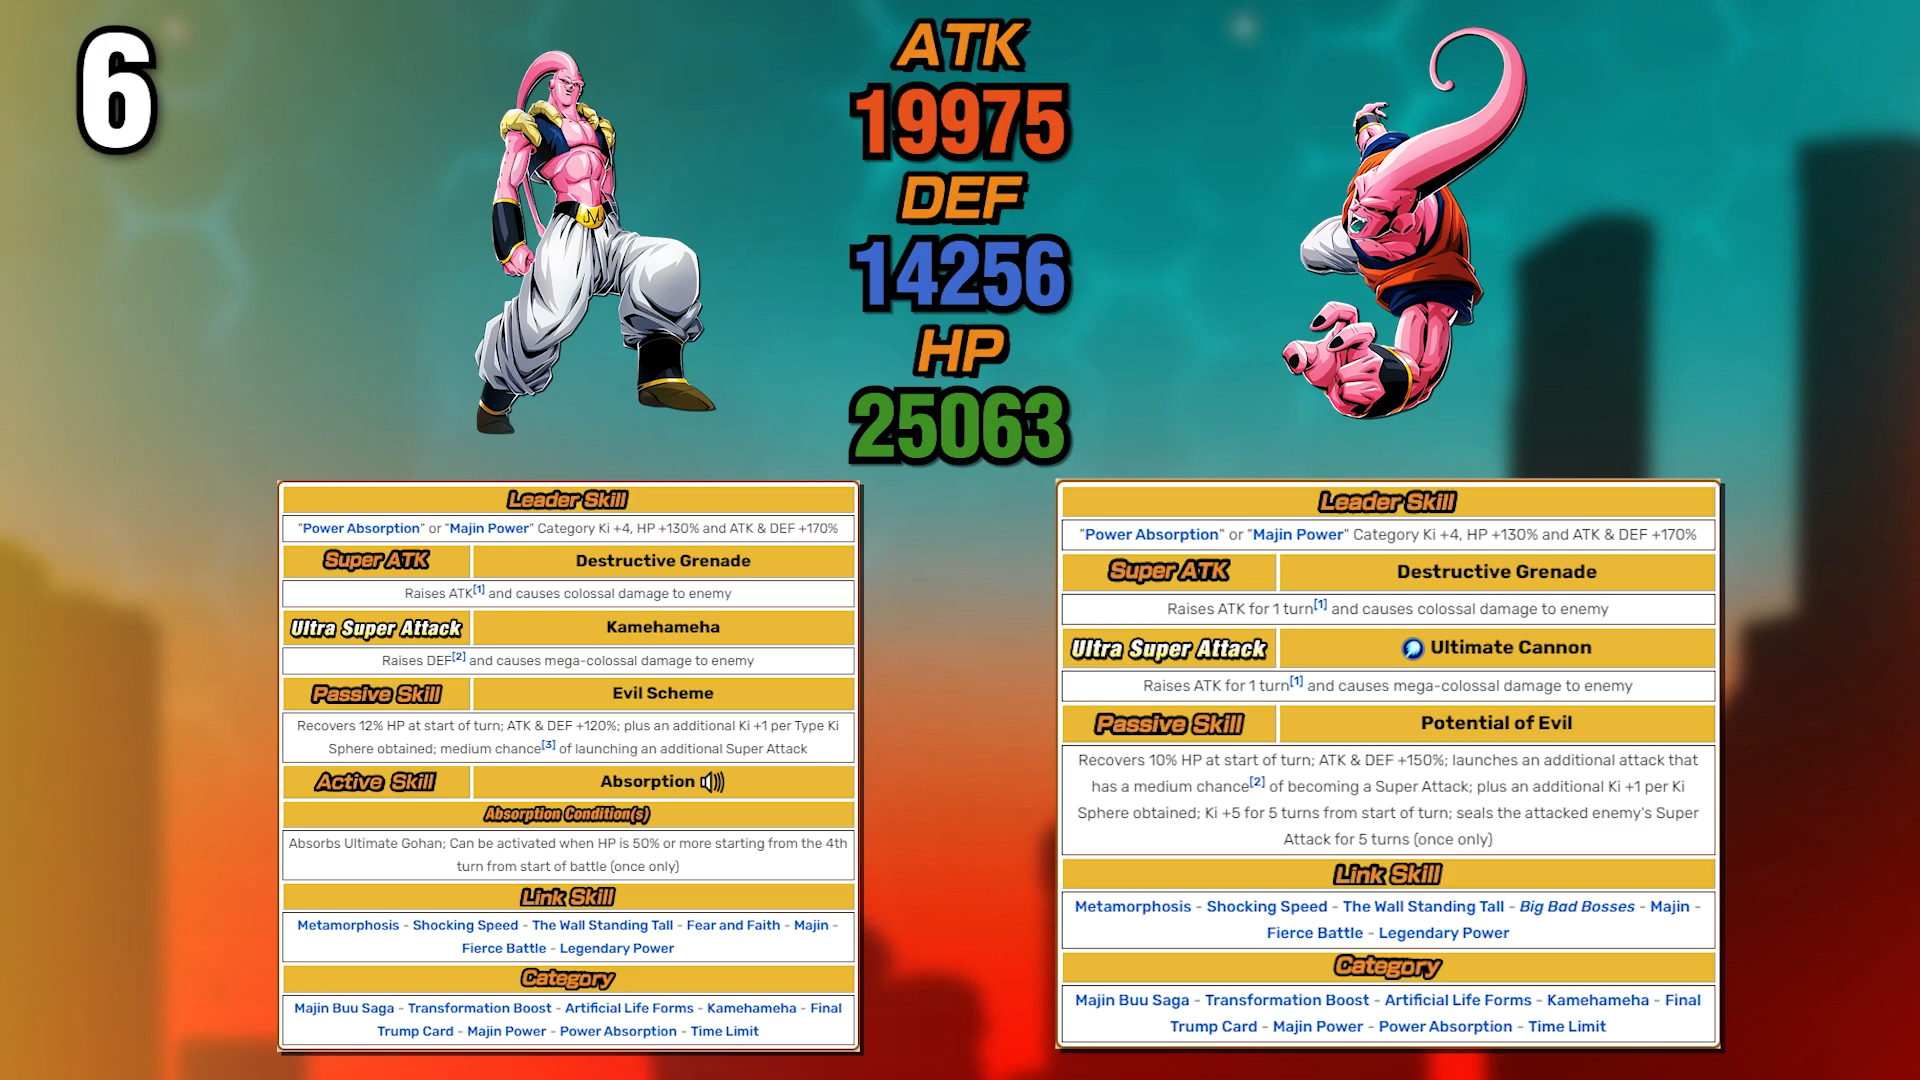 6
ATK
19975
DEF
14256
HP
25063
Leader Skill
"Power Absorption" or "Majin Power" Category Ki +4, HP +130% and ATK & DEF +170%
Super ATK
Destructive Grenade
Raises ATK[1] and causes colossal damage to enemy
Ultra Super Attack
Kamehameha
Raises DEF[2] and causes mega-colossal damage to enemy
Passive Skill
Evil Scheme
Recovers 12% HP at start of turn; ATK & DEF +120%; plus an additional Ki +1 per Type Ki
Sphere obtained; medium chance[3] of launching an additional Super Attack
Active Skill
Absorption
Absorption Condition(s)
Absorbs Ultimate Gohan; Can be activated when HP is 50% or more starting from the 4th
turn from start of battle (once only)
Link Skill
Metamorphosis - Shocking Speed - The Wall Standing Tall - Fear and Faith - Majin -
Fierce Battle - Legendary Power
Category
Majin Buu Saga - Transformation Boost - Artificial Life Forms - Kamehameha - Final
Trump Card - Majin Power - Power Absorption - Time Limit
Leader Skill
"Power Absorption" or "Majin Power" Category Ki +4, HP +130% and ATK & DEF +170%
Super ATK
Destructive Grenade
Raises ATK for 1 turn[1] and causes colossal damage to enemy
Ultra Super Attack
Ultimate Cannon
Raises ATK for 1 turn[1] and causes mega-colossal damage to enemy
Passive Skill
Potential of Evil
Recovers 10% HP at start of turn; ATK & DEF +150%; launches an additional attack that
has a medium chance[2] of becoming a Super Attack; plus an additional Ki +1 per Ki
Sphere obtained; Ki +5 for 5 turns from start of turn; seals the attacked enemy's Super
Attack for 5 turns (once only)
Link Skill
Metamorphosis - Shocking Speed - The Wall Standing Tall - Big Bad Bosses - Majin -
Fierce Battle - Legendary Power
Category
Majin Buu Saga - Transformation Boost - Artificial Life Forms - Kamehameha - Final
Trump Card - Majin Power - Power Absorption - Time Limit